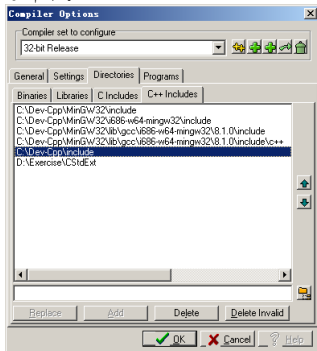 Compiler Options
Compiler set to configure
32-bit Release
General Settings Directories Programs
Binaries Libraries C Includes C++ Includes
C:\Dev-Cpp\MinGW32\include
C:\Dev-Cpp\MinGW32\i686-w64-mingw32\include
C:\Dev-Cpp\MinGW32\lib\gcc\i686-w64-mingw32\8.1.0\include
C:\Dev-Cpp\MinGW32\lib\gcc\i686-w64-mingw32\8.1.0\include\c++
C:\Dev-Cpp\include
D:\Exercise\CStdExt
Replace Add Delete Delete Invalid
OK Cancel Help